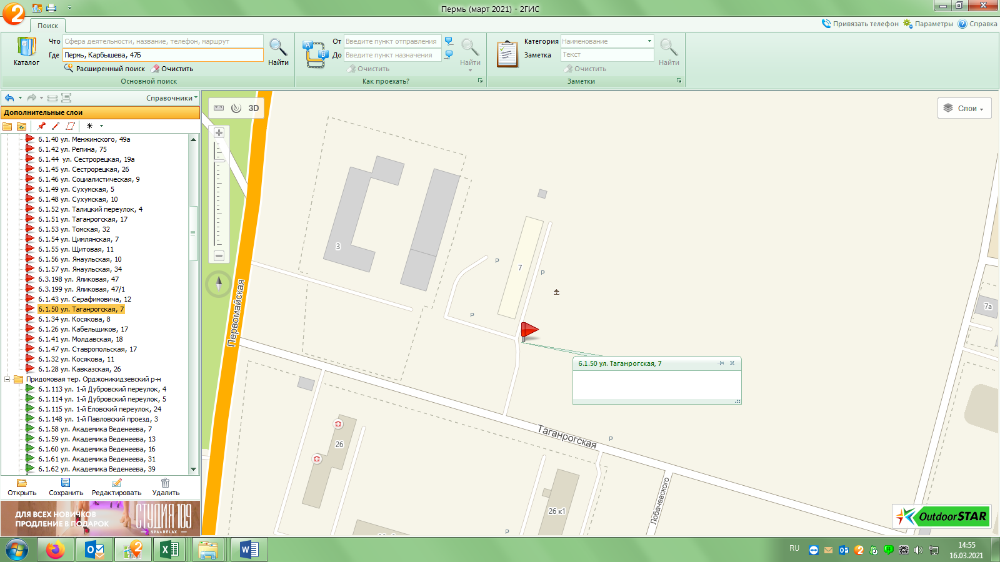 Пермь (март 2021) - 2ГИС
Поиск
Привязать телефон Параметры Справка
Каталог
Что Сфера деятельности, название, телефон, маршрут
Где Пермь, Карбышева, 47Б
Расширенный поиск Очистить
Найти
Основной поиск
От Введите пункт отправления
До Введите пункт назначения
Очистить
Найти
Как проехать?
Категория Наименование
Заметка Текст
Очистить
Найти
Заметки
Справочники
Дополнительные слои
6.1.40 ул. Менжинского, 49а
6.1.42 ул. Репина, 75
6.1.44 ул. Сестрорецкая, 19а
6.1.45 ул. Сестрорецкая, 26
6.1.46 ул. Социалистическая, 9
6.1.49 ул. Сухумская, 5
6.1.48 ул. Сухумская, 10
6.1.52 ул. Талицкий переулок, 4
6.1.51 ул. Таганрогская, 17
6.1.53 ул. Томская, 32
6.1.54 ул. Цимлянская, 7
6.1.55 ул. Щитовая, 11
6.1.56 ул. Янаульская, 10
6.1.57 ул. Янаульская, 34
6.3.198 ул. Яликовая, 47
6.3.199 ул. Яликовая, 47/1
6.1.43 ул. Серафимовича, 12
6.1.50 ул. Таганрогская, 7
6.1.34 ул. Косякова, 8
6.1.26 ул. Кабельщиков, 17
6.1.41 ул. Молдавская, 18
6.1.47 ул. Ставропольская, 17
6.1.32 ул. Косякова, 11
6.1.28 ул. Кавказская, 26
Придомовая тер. Орджоникидзевский р-н
6.1.113 ул. 1-й Дубровский переулок, 4
6.1.114 ул. 1-й Дубровский переулок, 5
6.1.115 ул. 1-й Еловский переулок, 24
6.1.148 ул. 1-й Павловский проезд, 3
6.1.58 ул. Академика Веденеева, 7
6.1.59 ул. Академика Веденеева, 13
6.1.60 ул. Академика Веденеева, 16
6.1.61 ул. Академика Веденеева, 31
6.1.62 ул. Академика Веденеева, 39
Открыть Сохранить Редактировать Удалить
ДЛЯ ВСЕХ НОВИЧКОВ
ПРОДЛЕНИЕ В ПОДАРОК
СТУДИЯ 109
SPA & RELAX
3D
Слои
3
P
7
P
P
7а
Первомайская
6.1.50 ул. Таганрогская, 7
26
Таганрогская
P
Лобачевского
26 к1
P
OutdoorSTAR
RU
14:55
16.03.2021